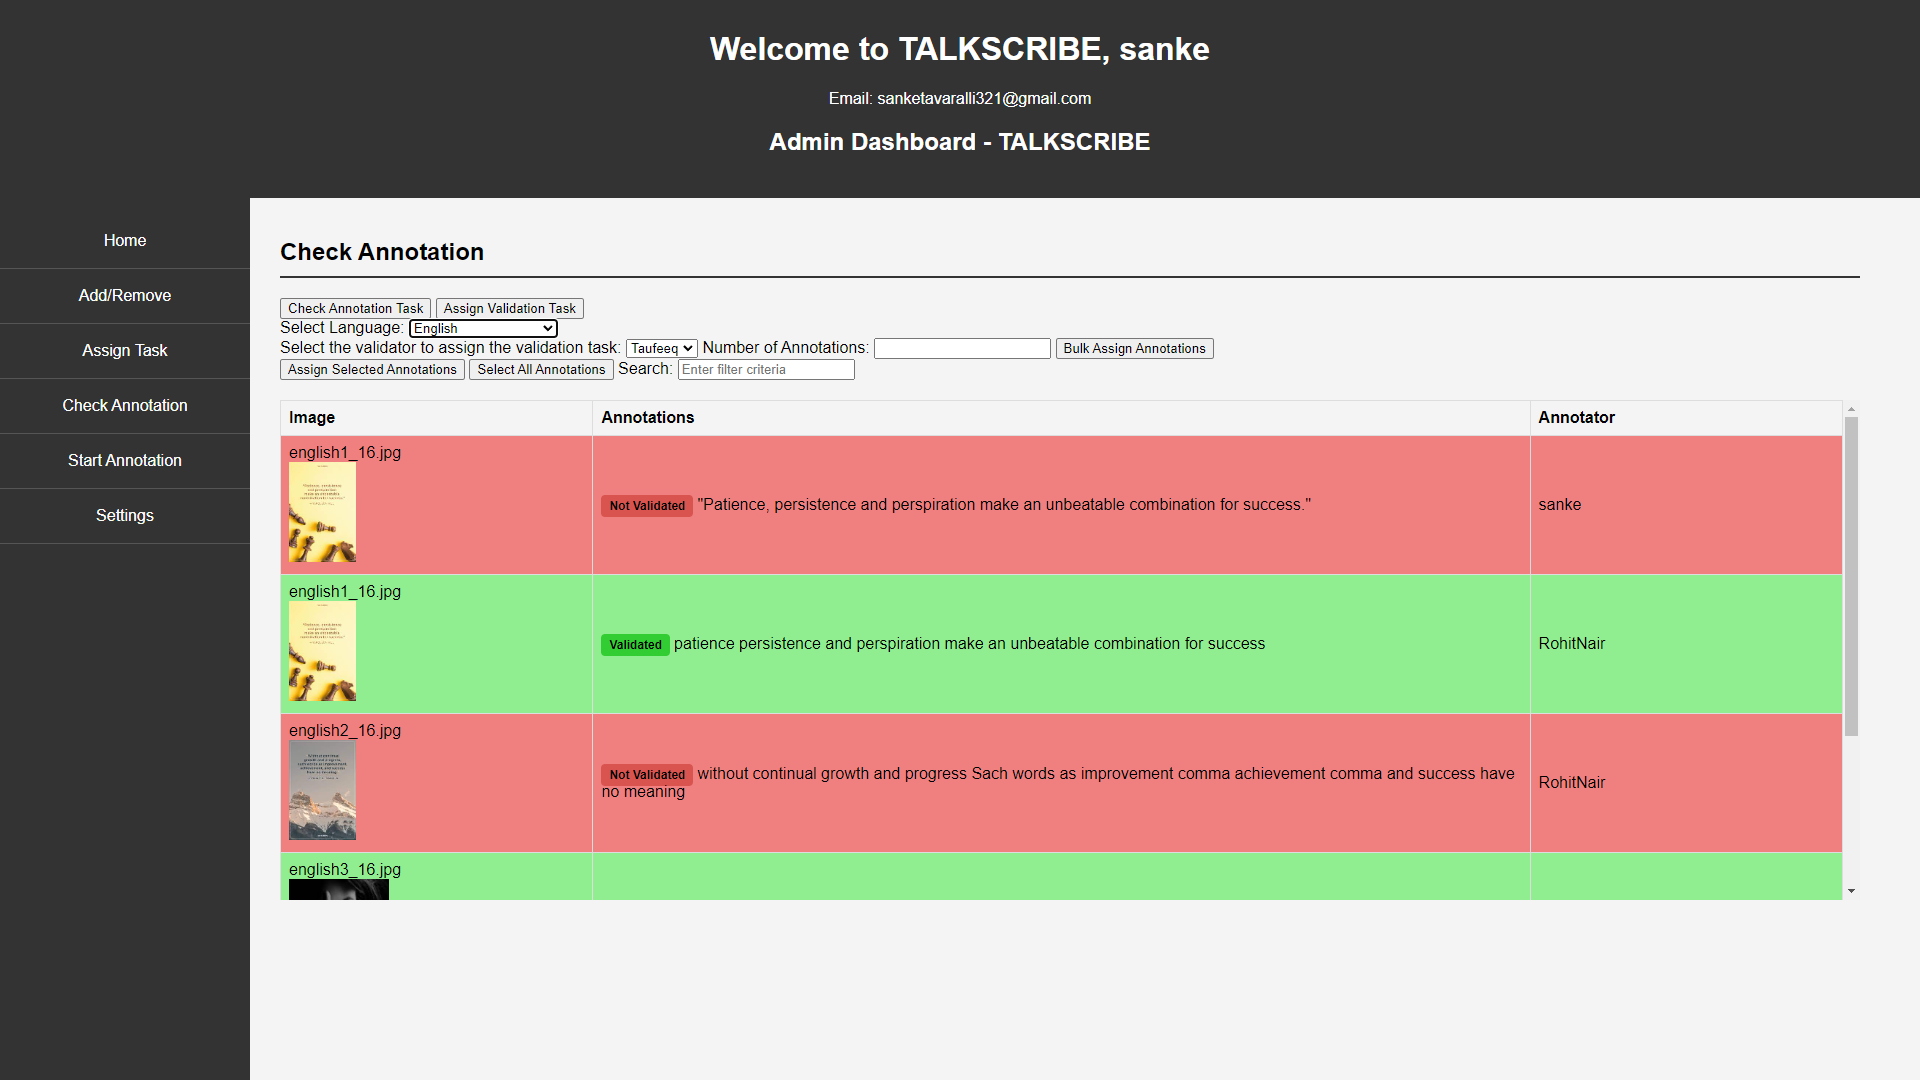 Welcome to TALKSCRIBE, sanke
Email: sanketavaralli321@gmail.com
Admin Dashboard - TALKSCRIBE
Home
Add/Remove
Assign Task
Check Annotation
Start Annotation
Settings
Check Annotation
Check Annotation Task Assign Validation Task
Select Language: English
Select the validator to assign the validation task: Taufeeq Number of Annotations: Bulk Assign Annotations
Assign Selected Annotations Select All Annotations Search: Enter filter criteria
Image Annotations Annotator
english1_16.jpg
Not Validated "Patience, persistence and perspiration make an unbeatable combination for success." sanke
english1_16.jpg
Validated patience persistence and perspiration make an unbeatable combination for success RohitNair
english2_16.jpg
Not Validated without continual growth and progress Sach words as improvement comma achievement comma and success have
no meaning
RohitNair
english3_16.jpg